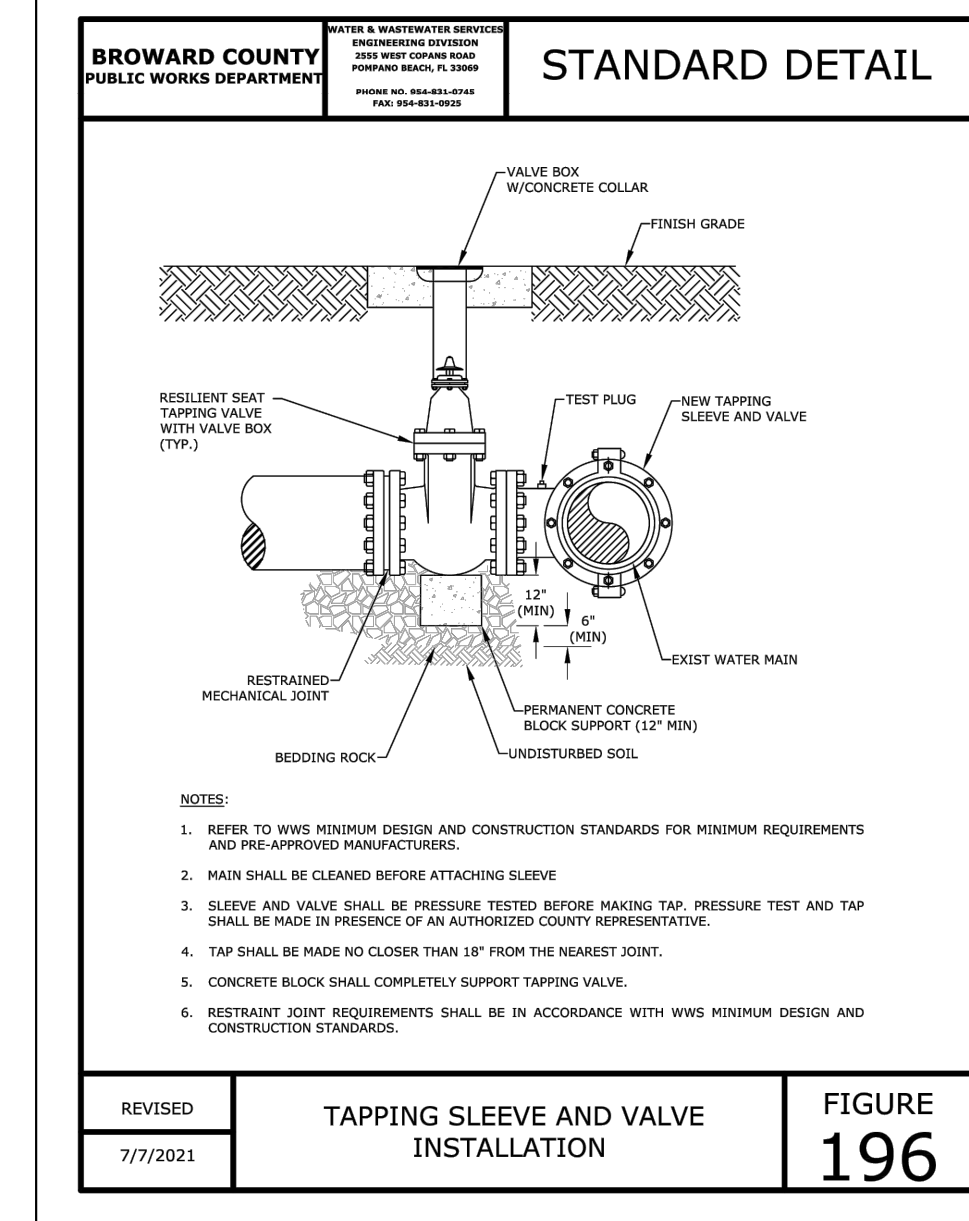 BROWARD COUNTY
PUBLIC WORKS DEPARTMENT
WATER & WASTEWATER SERVICES
ENGINEERING DIVISION
2555 WEST COPANS ROAD
POMPANO BEACH, FL 33069
PHONE NO. 954-831-0745
FAX: 954-831-0925
STANDARD DETAIL
VALVE BOX
W/CONCRETE COLLAR
FINISH GRADE
RESILIENT SEAT
TAPPING VALVE
WITH VALVE BOX
(TYP.)
TEST PLUG
NEW TAPPING
SLEEVE AND VALVE
12"
(MIN)
6"
(MIN)
EXIST WATER MAIN
RESTRAINED
MECHANICAL JOINT
PERMANENT CONCRETE
BLOCK SUPPORT (12" MIN)
BEDDING ROCK
UNDISTURBED SOIL
NOTES:
1. REFER TO WWS MINIMUM DESIGN AND CONSTRUCTION STANDARDS FOR MINIMUM REQUIREMENTS
AND PRE-APPROVED MANUFACTURERS.
2. MAIN SHALL BE CLEANED BEFORE ATTACHING SLEEVE
3. SLEEVE AND VALVE SHALL BE PRESSURE TESTED BEFORE MAKING TAP. PRESSURE TEST AND TAP
SHALL BE MADE IN PRESENCE OF AN AUTHORIZED COUNTY REPRESENTATIVE.
4. TAP SHALL BE MADE NO CLOSER THAN 18" FROM THE NEAREST JOINT.
5. CONCRETE BLOCK SHALL COMPLETELY SUPPORT TAPPING VALVE.
6. RESTRAINT JOINT REQUIREMENTS SHALL BE IN ACCORDANCE WITH WWS MINIMUM DESIGN AND
CONSTRUCTION STANDARDS.
REVISED
7/7/2021
TAPPING SLEEVE AND VALVE
INSTALLATION
FIGURE
196